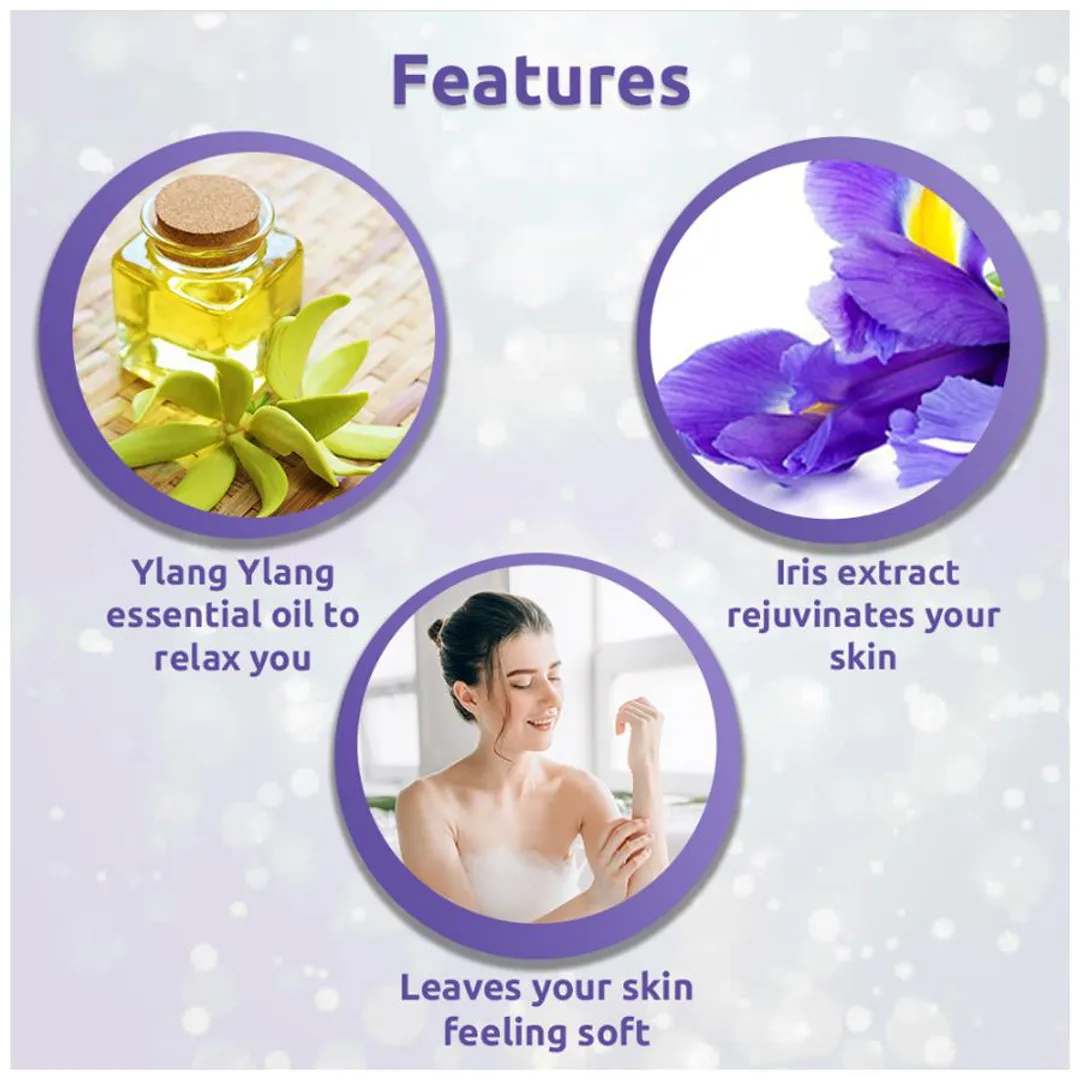 Features
Ylang Ylang
essential oil to
relax you
Iris extract
rejuvinates your
skin
Leaves your skin
feeling soft